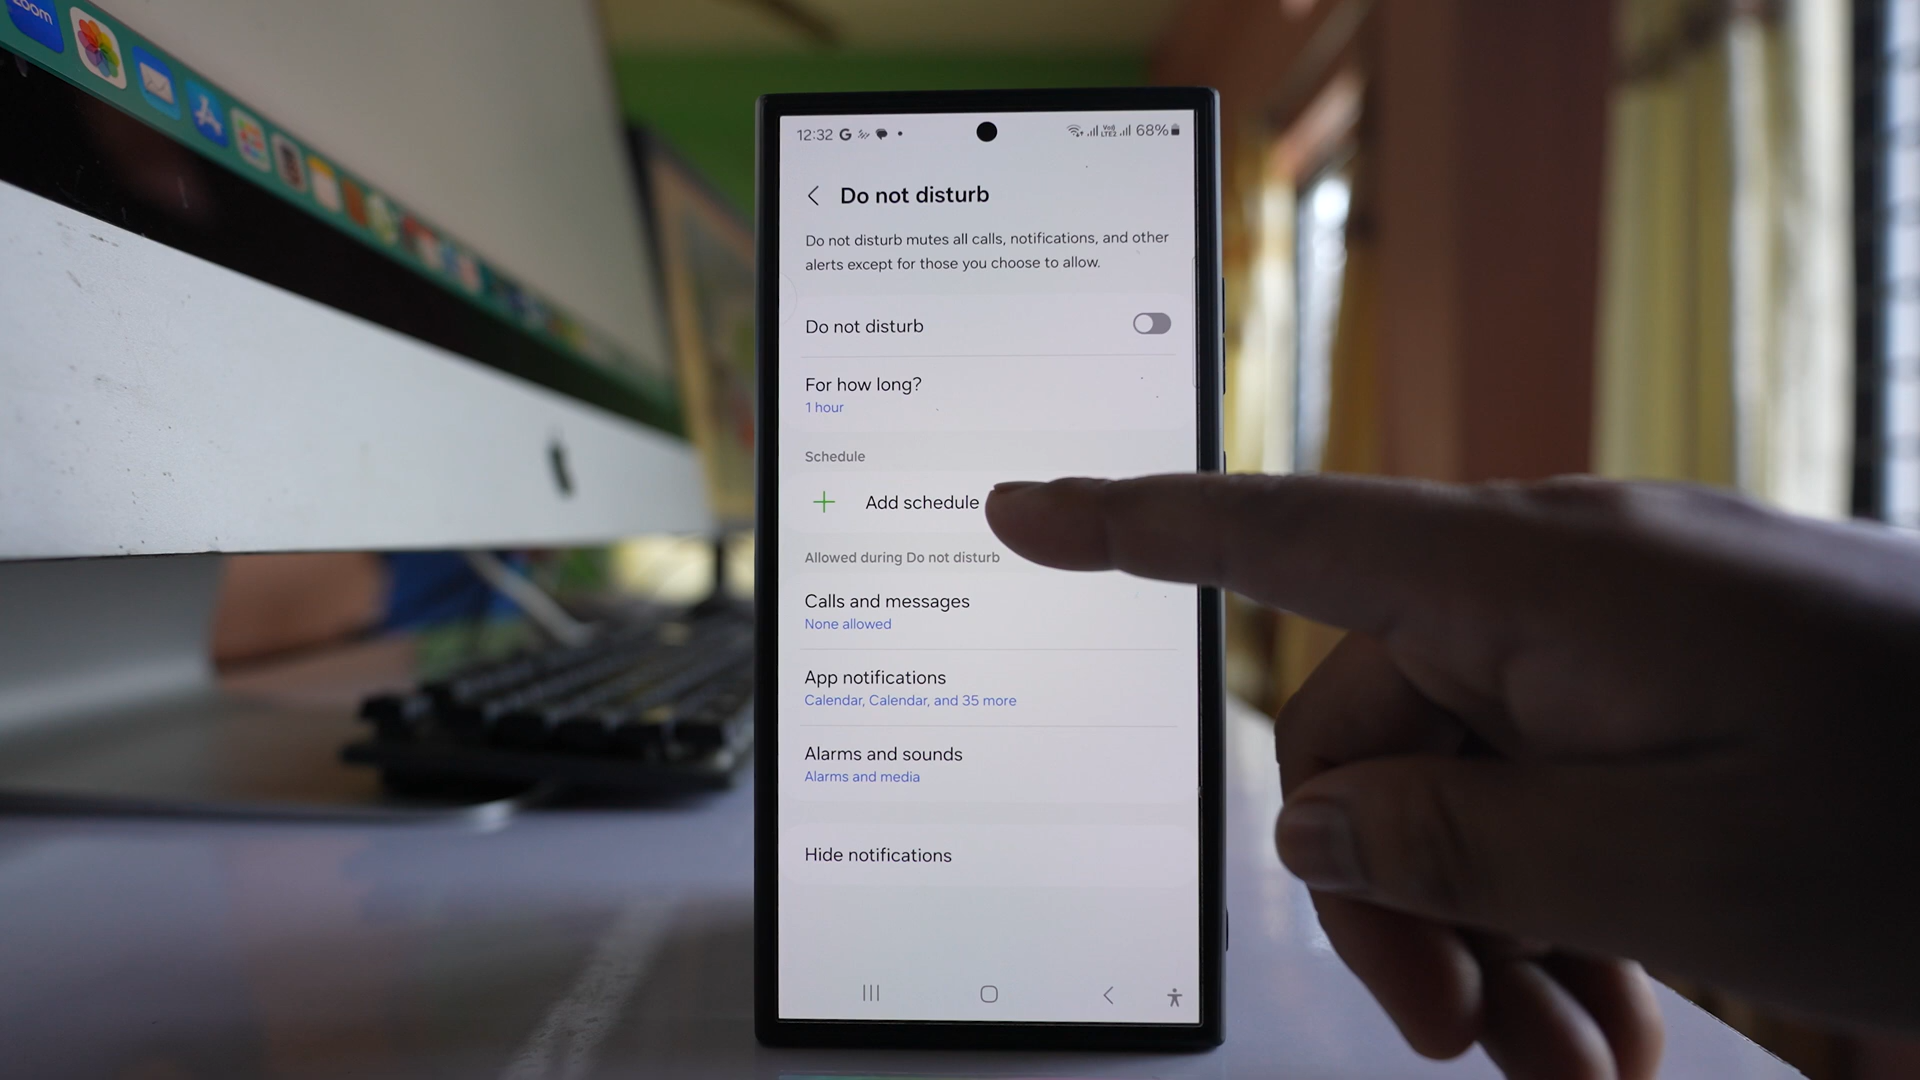 zoom
12:32
VoI)
LTE2
68%
Do not disturb
Do not disturb mutes all calls, notifications, and other
alerts except for those you choose to allow.
Do not disturb
For how long?
1 hour
Schedule
Add schedule
Allowed during Do not disturb
Calls and messages
None allowed
App notifications
Calendar, Calendar, and 35 more
Alarms and sounds
Alarms and media
Hide notifications